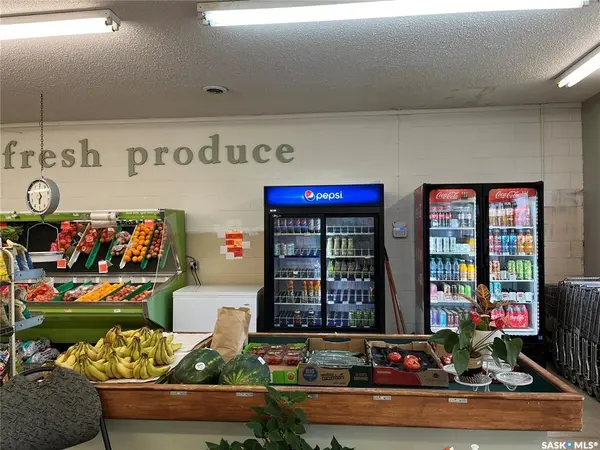 fresh produce
pepsi
Coca-Cola
Coca-Cola
SASK MLS®